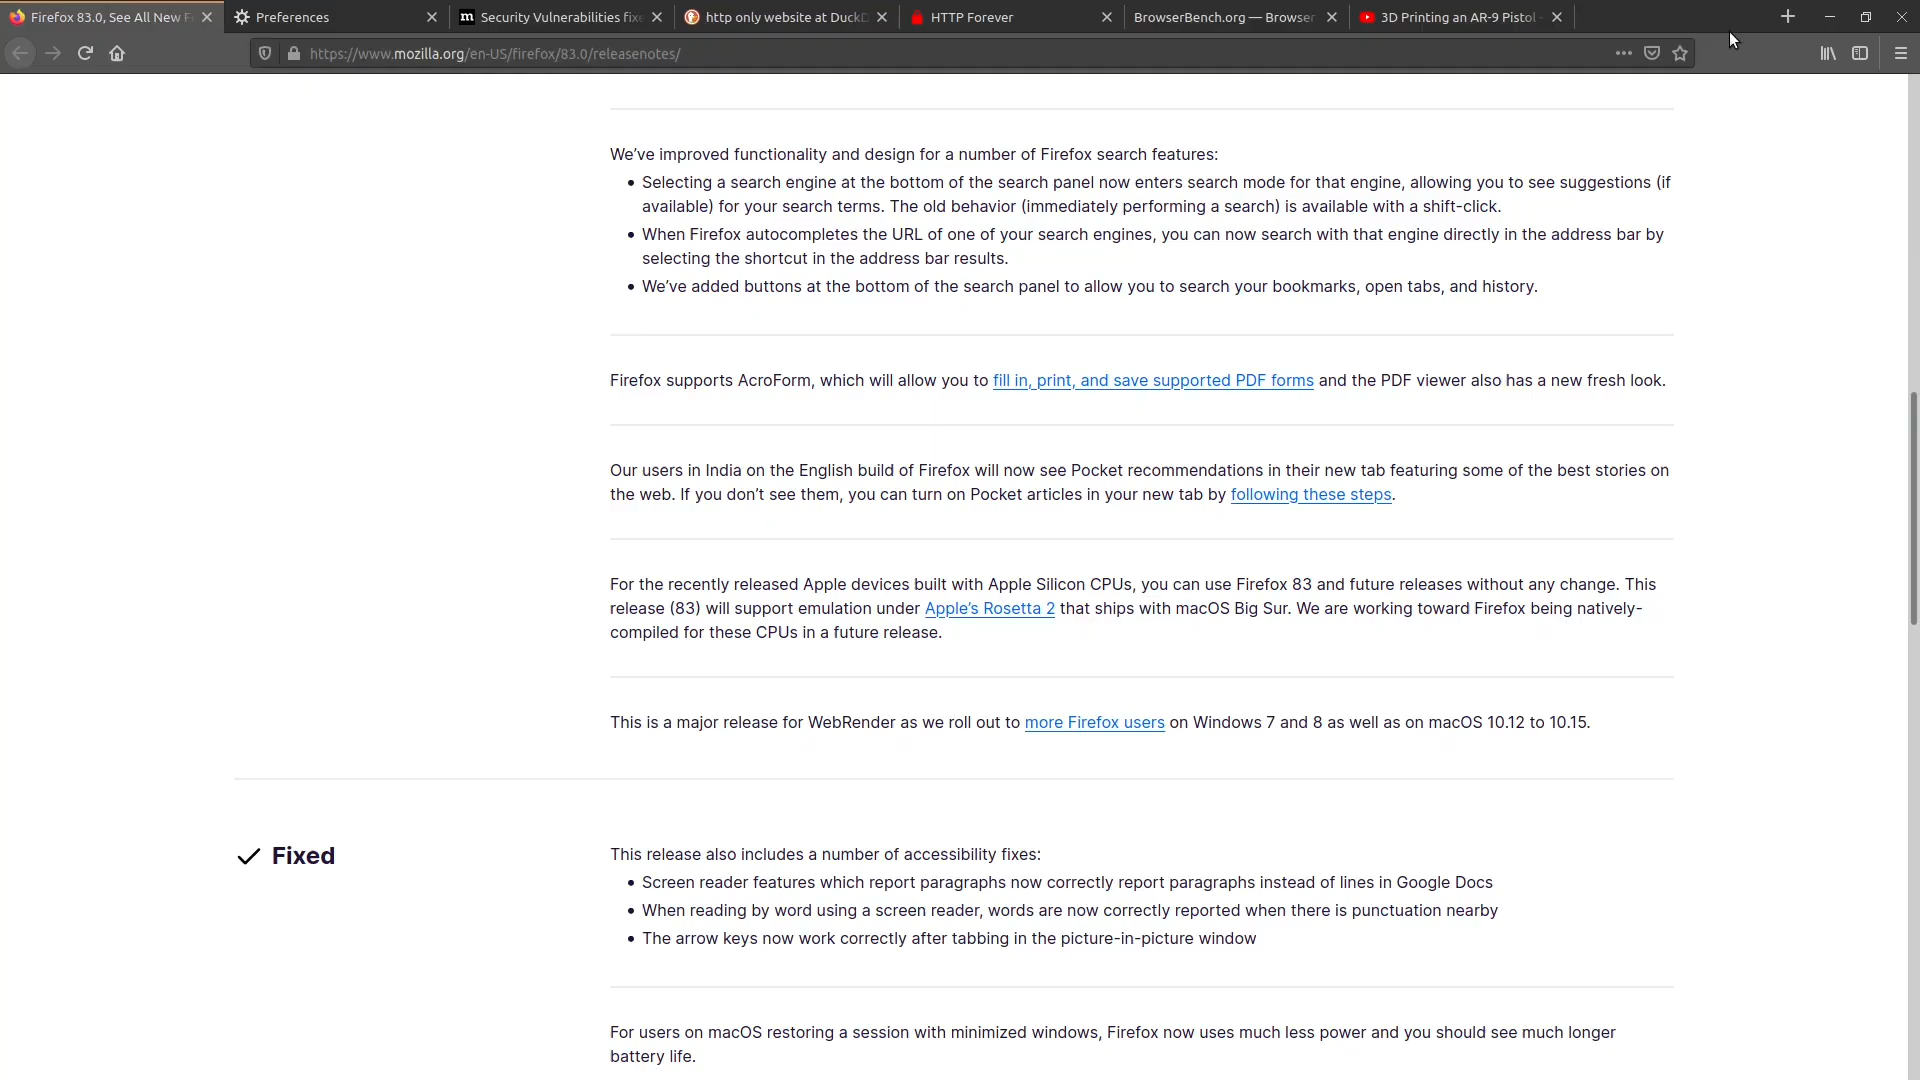 Firefox 83.0, See All New F
Preferences
Security Vulnerabilities fixe
http only website at DuckD
HTTP Forever
BrowserBench.org — Browser
3D Printing an AR-9 Pistol -
https://www.mozilla.org/en-US/firefox/83.0/releasenotes/
We’ve improved functionality and design for a number of Firefox search features:
• Selecting a search engine at the bottom of the search panel now enters search mode for that engine, allowing you to see suggestions (if
available) for your search terms. The old behavior (immediately performing a search) is available with a shift-click.
• When Firefox autocompletes the URL of one of your search engines, you can now search with that engine directly in the address bar by
selecting the shortcut in the address bar results.
• We’ve added buttons at the bottom of the search panel to allow you to search your bookmarks, open tabs, and history.
Firefox supports AcroForm, which will allow you to fill in, print, and save supported PDF forms and the PDF viewer also has a new fresh look.
Our users in India on the English build of Firefox will now see Pocket recommendations in their new tab featuring some of the best stories on
the web. If you don’t see them, you can turn on Pocket articles in your new tab by following these steps.
For the recently released Apple devices built with Apple Silicon CPUs, you can use Firefox 83 and future releases without any change. This
release (83) will support emulation under Apple’s Rosetta 2 that ships with macOS Big Sur. We are working toward Firefox being natively-
compiled for these CPUs in a future release.
This is a major release for WebRender as we roll out to more Firefox users on Windows 7 and 8 as well as on macOS 10.12 to 10.15.
Fixed
This release also includes a number of accessibility fixes:
• Screen reader features which report paragraphs now correctly report paragraphs instead of lines in Google Docs
• When reading by word using a screen reader, words are now correctly reported when there is punctuation nearby
• The arrow keys now work correctly after tabbing in the picture-in-picture window
For users on macOS restoring a session with minimized windows, Firefox now uses much less power and you should see much longer
battery life.